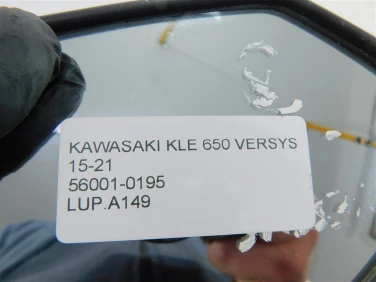 KAWASAKI KLE 650 VERSYS
15-21
56001-0195
LUP.A149